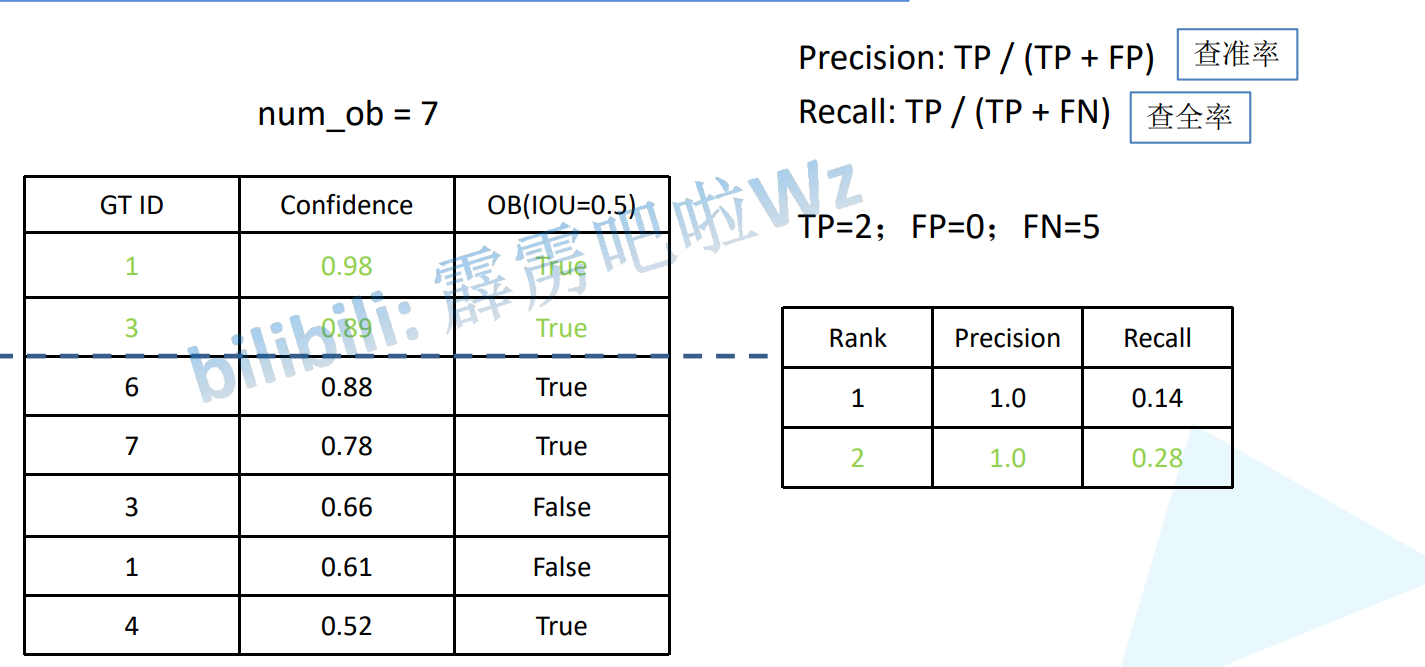 Precision: TP / (TP + FP) 查准率
num_ob = 7
Recall: TP / (TP + FN) 查全率
GT ID Confidence OB(IOU=0.5)
1 0.98 True
3 0.89 True
6 0.88 True
7 0.78 True
3 0.66 False
1 0.61 False
4 0.52 True
bilibili: 霹雳吧啦Wz
TP=2； FP=0； FN=5
Rank Precision Recall
1 1.0 0.14
2 1.0 0.28